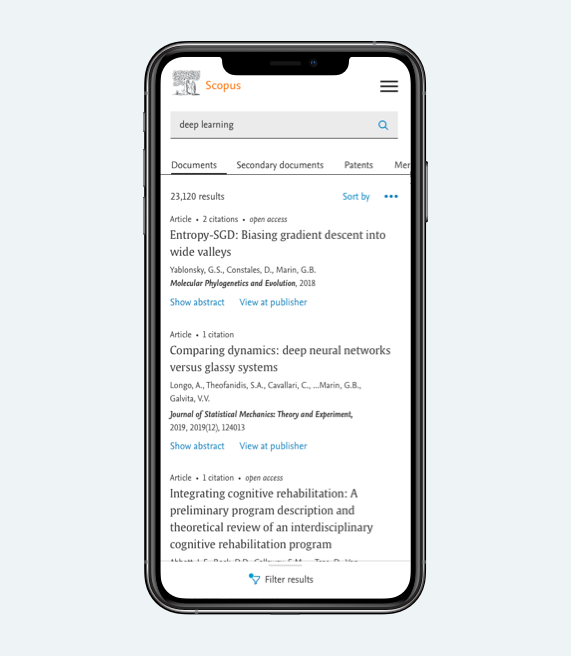 Scopus
deep learning
Documents Secondary documents Patents Mer
23,120 results Sort by •••
Article • 2 citations • open access
Entropy-SGD: Biasing gradient descent into
wide valleys
Yablonsky, G.S., Constales, D., Marin, G.B.
Molecular Phylogenetics and Evolution, 2018
Show abstract View at publisher
Article • 1 citation
Comparing dynamics: deep neural networks
versus glassy systems
Longo, A., Theofanidis, S.A., Cavallari, C., ...Marin, G.B.,
Galvita, V.V.
Journal of Statistical Mechanics: Theory and Experiment,
2019, 2019(12), 124013
Show abstract View at publisher
Article • 1 citation • open access
Integrating cognitive rehabilitation: A
preliminary program description and
theoretical review of an interdisciplinary
cognitive rehabilitation program
Filter results